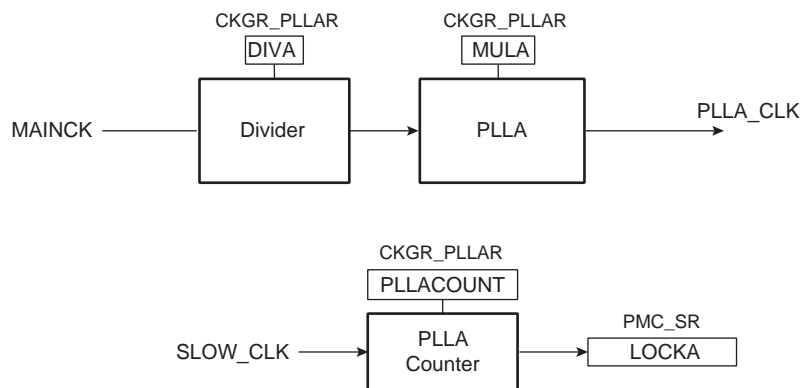 CKGR_PLLAR CKGR_PLLAR
DIVA MULA
MAINCK Divider PLLA PLLA_CLK
CKGR_PLLAR
PLLACOUNT
PMC_SR
SLOW_CLK PLLA LOCKA
Counter